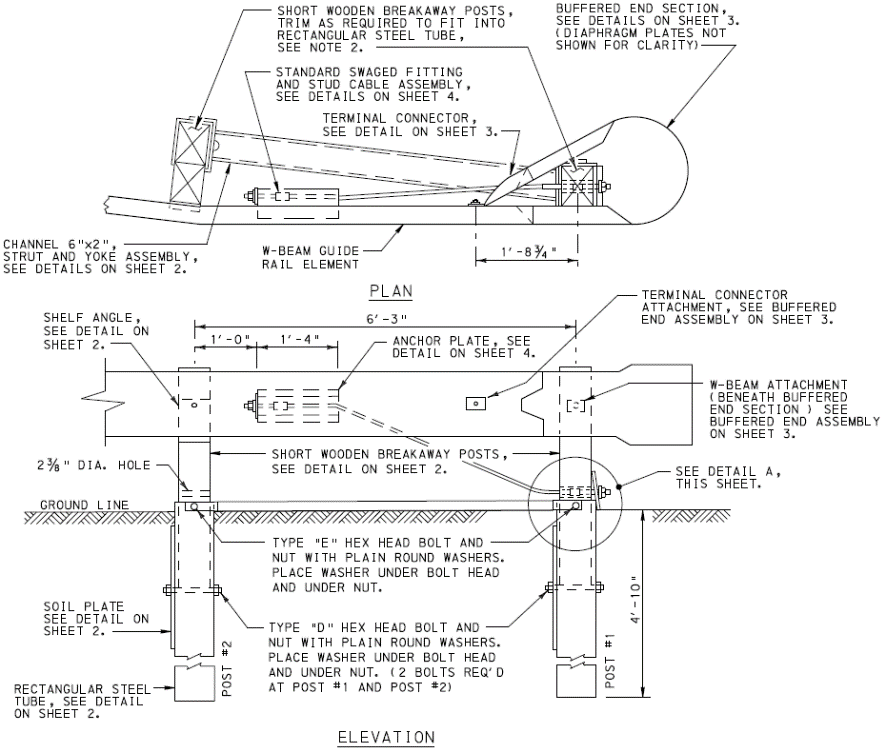 SHORT WOODEN BREAKAWAY POSTS,
TRIM AS REQUIRED TO FIT INTO
RECTANGULAR STEEL TUBE,
SEE NOTE 2.
BUFFERED END SECTION,
SEE DETAILS ON SHEET 3.
(DIAPHRAGM PLATES NOT
SHOWN FOR CLARITY)
STANDARD SWAGED FITTING
AND STUD CABLE ASSEMBLY,
SEE DETAILS ON SHEET 4.
TERMINAL CONNECTOR,
SEE DETAIL ON SHEET 3.
CHANNEL 6"x2",
STRUT AND YOKE ASSEMBLY,
SEE DETAILS ON SHEET 2.
W-BEAM GUIDE
RAIL ELEMENT
1'-8¾"
PLAN
SHELF ANGLE,
SEE DETAIL ON
SHEET 2.
6'-3"
1'-0"
1'-4"
ANCHOR PLATE, SEE
DETAIL ON SHEET 4.
TERMINAL CONNECTOR
ATTACHMENT, SEE BUFFERED
END ASSEMBLY ON SHEET 3.
W-BEAM ATTACHMENT
(BENEATH BUFFERED
END SECTION ) SEE
BUFFERED END ASSEMBLY
ON SHEET 3.
2⅜" DIA. HOLE
SHORT WOODEN BREAKAWAY POSTS,
SEE DETAIL ON SHEET 2.
SEE DETAIL A,
THIS SHEET.
GROUND LINE
TYPE "E" HEX HEAD BOLT AND
NUT WITH PLAIN ROUND WASHERS.
PLACE WASHER UNDER BOLT HEAD
AND UNDER NUT.
4'-10"
SOIL PLATE
SEE DETAIL ON
SHEET 2.
TYPE "D" HEX HEAD BOLT AND
NUT WITH PLAIN ROUND WASHERS.
PLACE WASHER UNDER BOLT HEAD
AND UNDER NUT. (2 BOLTS REQ'D
AT POST #1 AND POST #2)
POST #2
POST #1
RECTANGULAR STEEL
TUBE, SEE DETAIL
ON SHEET 2.
ELEVATION